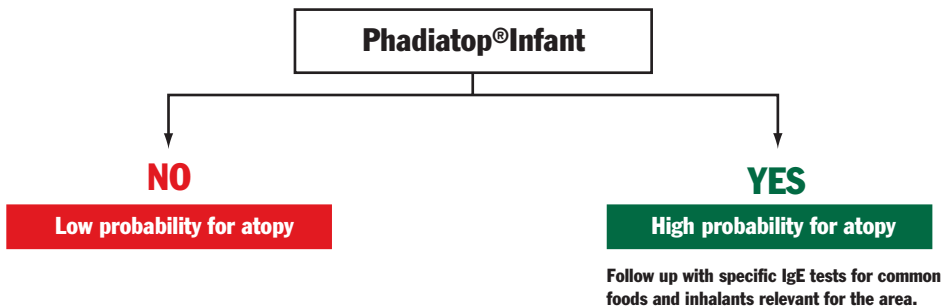 Phadiatop®Infant
NO
Low probability for atopy
YES
High probability for atopy
Follow up with specific IgE tests for common
foods and inhalants relevant for the area.